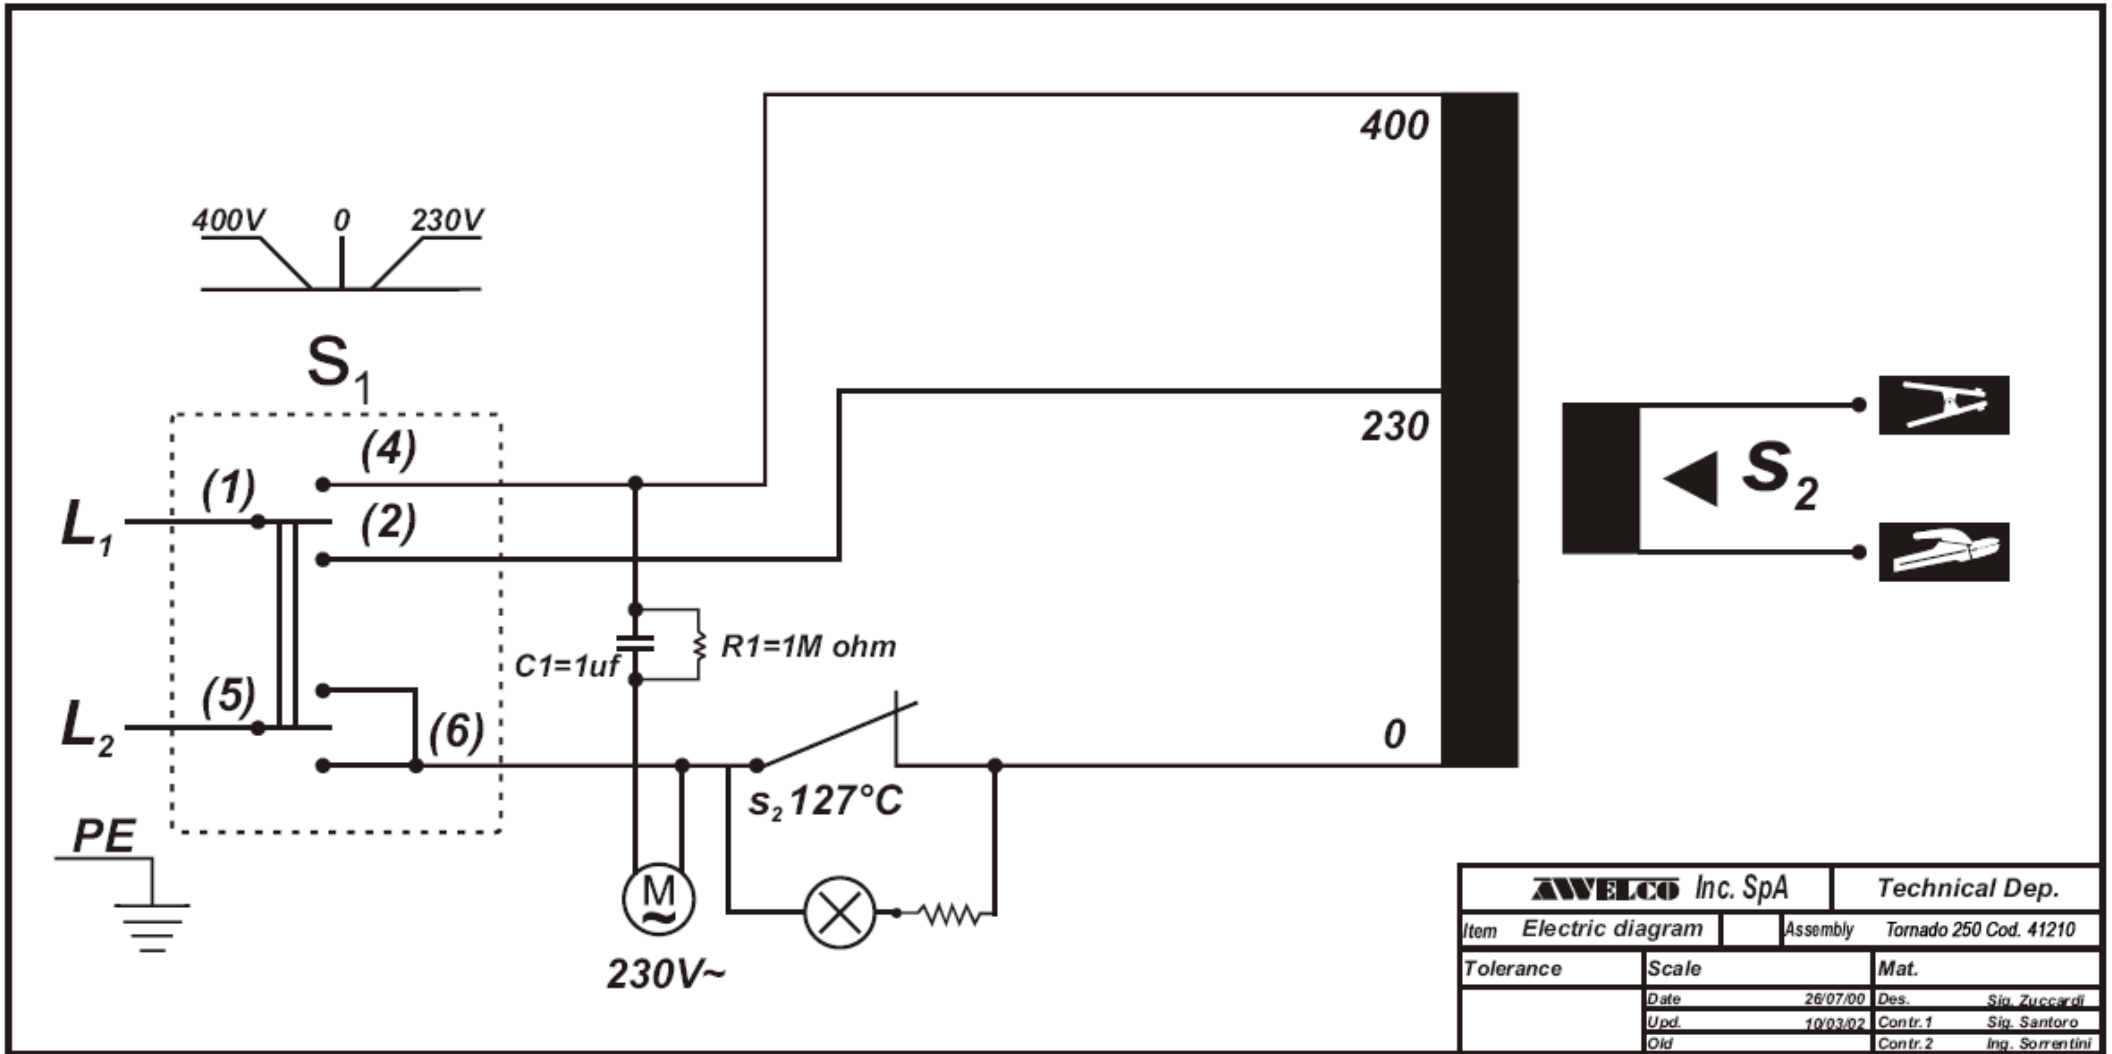 400
400V 0 230V
S1
230
(4)
(1)
(2)
L1
S2
C1=1uf
R1=1M ohm
(5)
L2
(6)
0
s2 127°C
PE
M
~
230V~
AWELCO Inc. SpA Technical Dep.
Item Electric diagram Assembly Tornado 250 Cod. 41210
Tolerance Scale Mat.
Date 26/07/00 Des. Sig. Zuccardi
Upd. 10/03/02 Contr.1 Sig. Santoro
Old Contr.2 Ing. Sorrentini